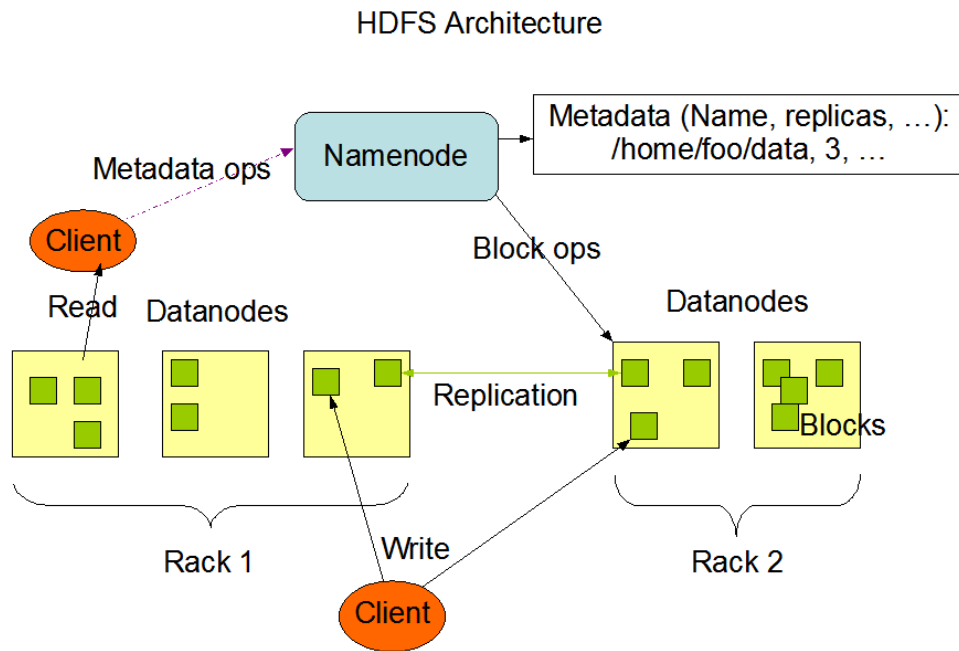 HDFS Architecture
Metadata (Name, replicas, …):
/home/foo/data, 3, …
Namenode
Metadata ops
Client
Block ops
Read
Datanodes
Datanodes
Replication
Blocks
Rack 1
Write
Rack 2
Client